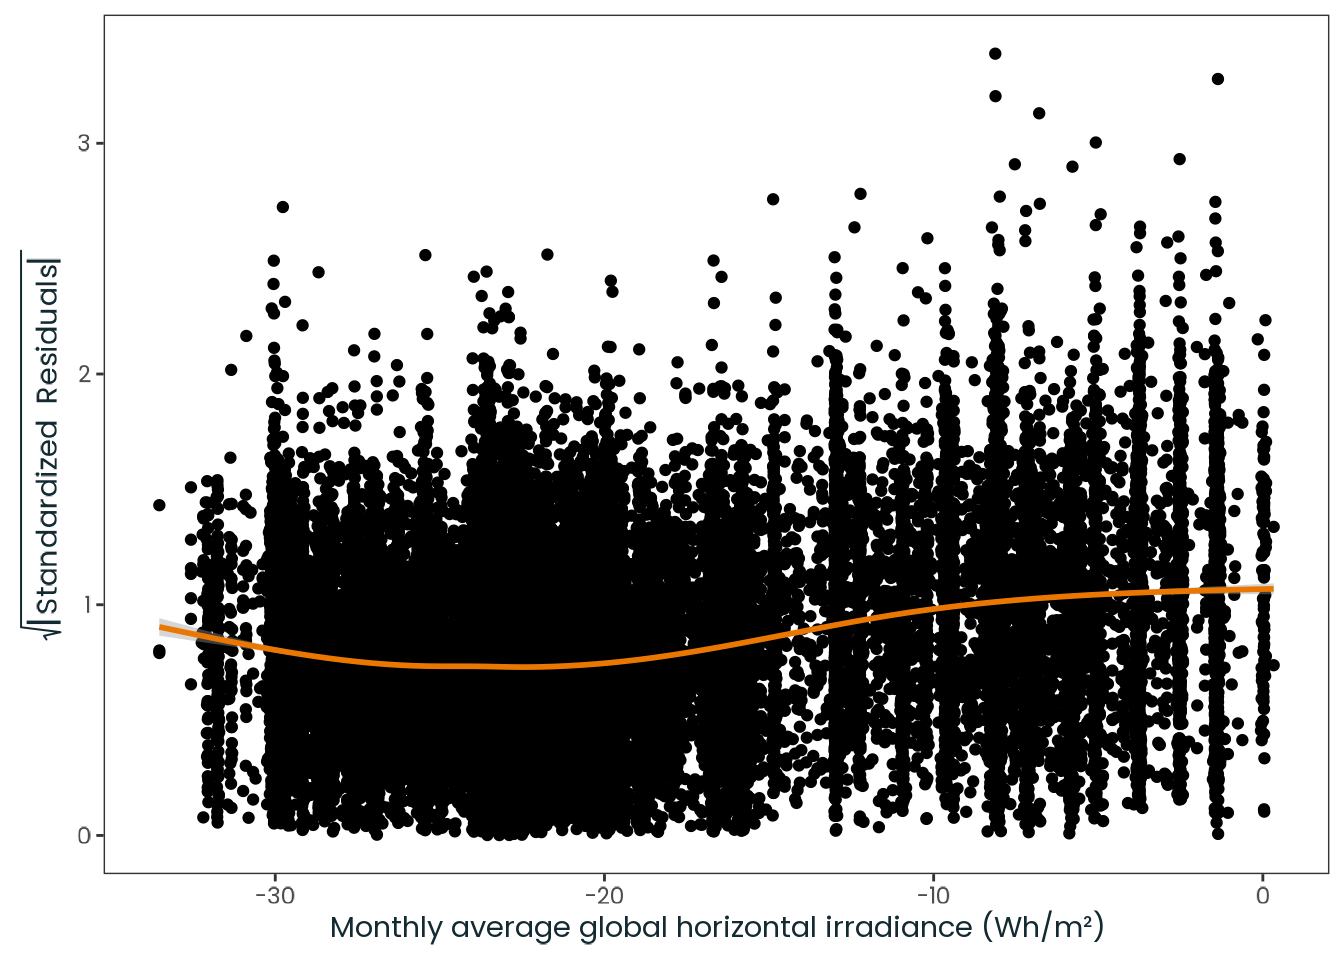 3
2
1
0
√|Standardized Residuals|
-30 -20 -10 0
Monthly average global horizontal irradiance (Wh/m²)